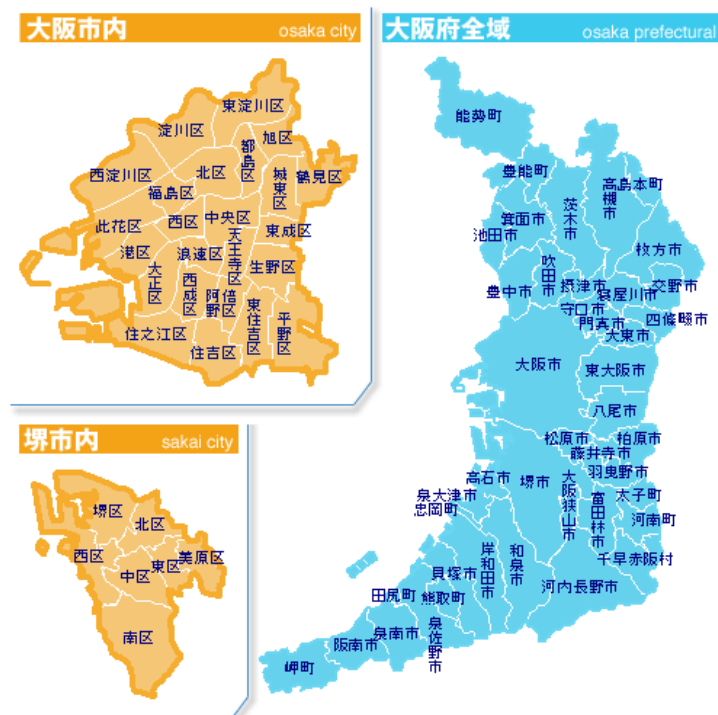 大阪市内
osaka city
東淀川区
淀川区
旭区
都島区
北区
城東区
鶴見区
西淀川区
福島区
此花区
西区
中央区
東成区
港区
浪速区
天王寺区
生野区
大正区
西成区
阿倍野区
東住吉区
平野区
住之江区
住吉区
堺市内
sakai city
堺区
北区
西区
東区
美原区
中区
南区
大阪府全域
osaka prefectural
能勢町
豊能町
高槻市
島本町
茨木市
箕面市
池田市
枚方市
吹田市
豊中市
摂津市
寝屋川市
交野市
守口市
門真市
四條畷市
大東市
大阪市
東大阪市
八尾市
松原市
柏原市
藤井寺市
羽曳野市
高石市
堺市
大阪狭山市
富田林市
太子町
泉大津市
忠岡町
河南町
岸和田市
和泉市
千早赤阪村
貝塚市
河内長野市
田尻町
熊取町
泉佐野市
泉南市
阪南市
岬町